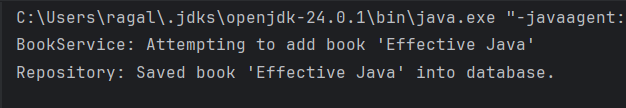 C:\Users\ragal\.jdks\openjdk-24.0.1\bin\java.exe "-javaagent:
BookService: Attempting to add book 'Effective Java'
Repository: Saved book 'Effective Java' into database.